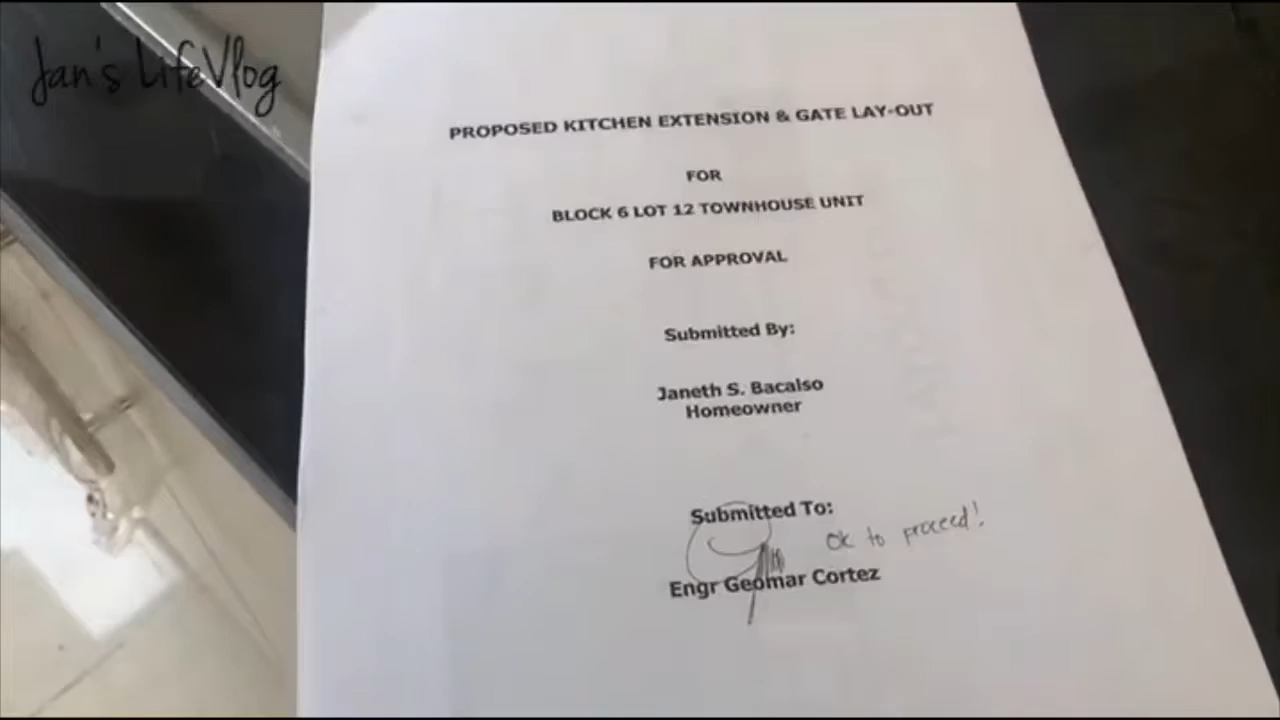 Jan's LifeVlog
PROPOSED KITCHEN EXTENSION & GATE LAY-OUT
FOR
BLOCK 6 LOT 12 TOWNHOUSE UNIT
FOR APPROVAL
Submitted By:
Janeth S. Bacalso
Homeowner
Submitted To:
Ok to proceed!
Engr Geomar Cortez